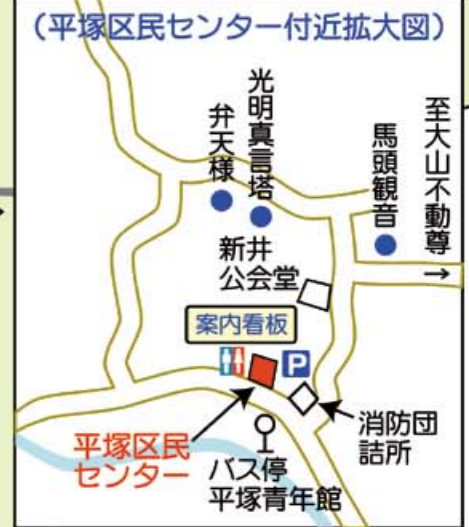 （平塚区民センター付近拡大図）
至大山不動尊
→
馬頭観音
光明真言塔
弁天様
新井
公会堂
案内看板
P
消防団
詰所
平塚区民
センター
バス停
平塚青年館